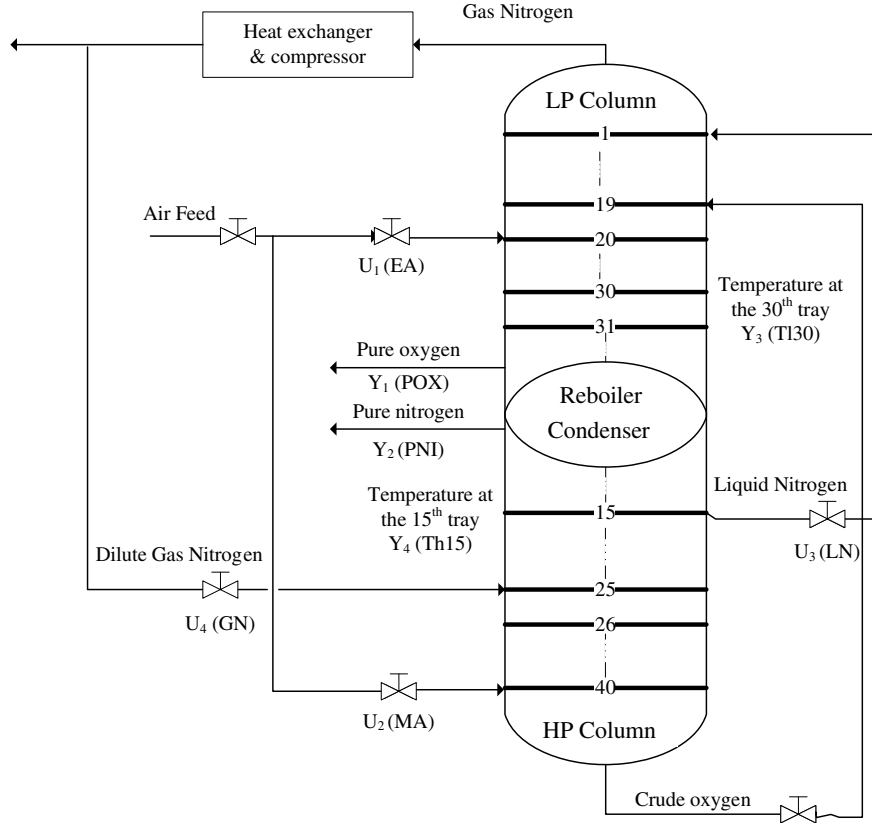 Gas Nitrogen
Heat exchanger
& compressor
LP Column
1
19
Air Feed
20
U₁ (EA)
30
Temperature at
the 30ᵗʰ tray
Y₃ (Tl30)
31
Pure oxygen
Y₁ (POX)
Reboiler
Condenser
Pure nitrogen
Y₂ (PNI)
Temperature at
the 15ᵗʰ tray
Y₄ (Th15)
Liquid Nitrogen
15
U₃ (LN)
Dilute Gas Nitrogen
25
U₄ (GN)
26
40
U₂ (MA)
HP Column
Crude oxygen